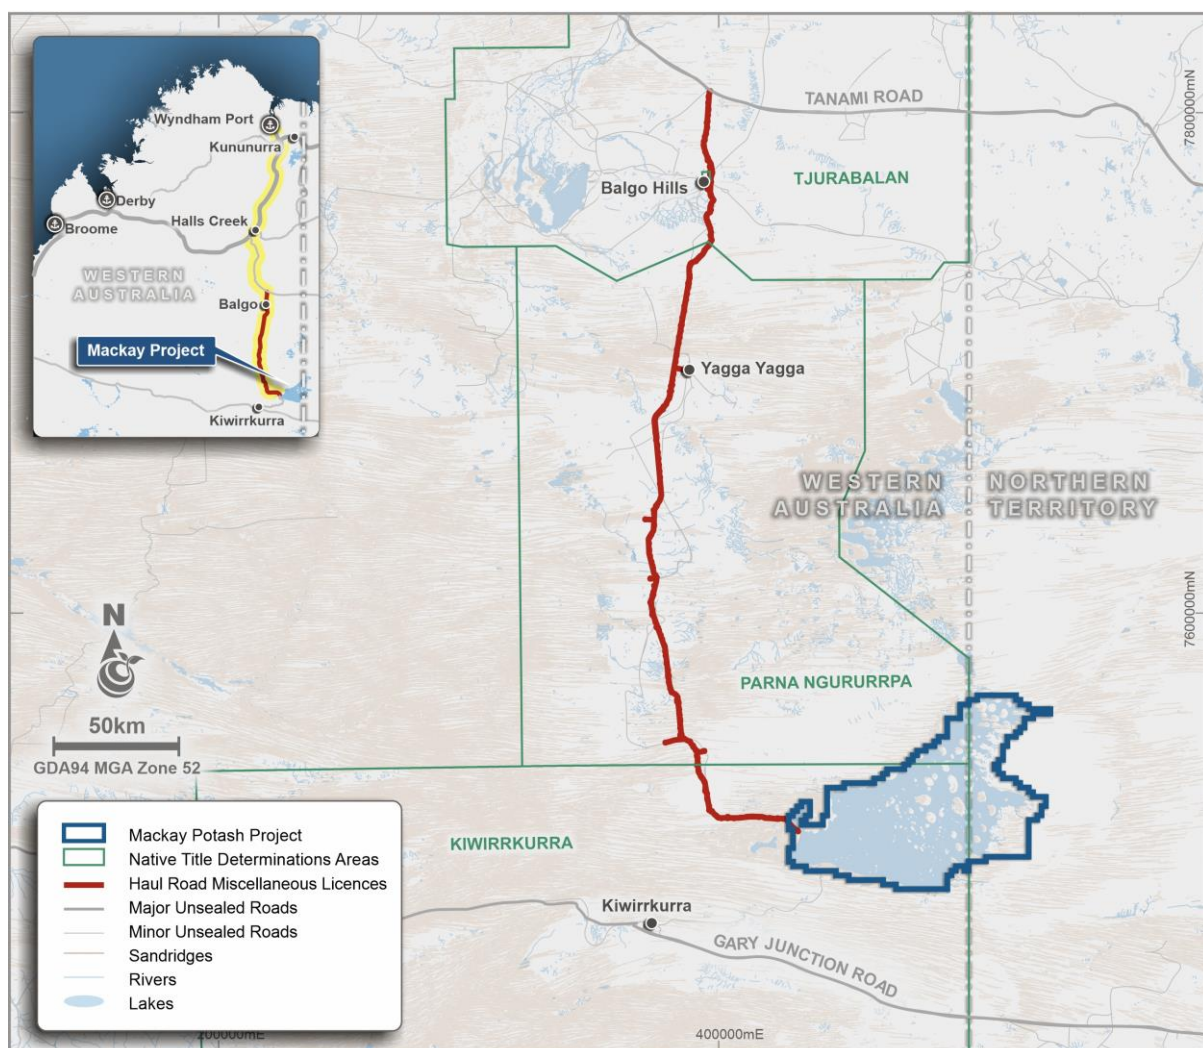 Wyndham Port
Kununurra
Derby
Halls Creek
Broome
WESTERN
AUSTRALIA
Balgo
Mackay Project
Kiwirrkurra
TANAMI ROAD
7800000mN
Balgo Hills
TJURABALAN
Yagga Yagga
WESTERN
AUSTRALIA
NORTHERN
TERRITORY
7600000mN
N
50km
GDA94 MGA Zone 52
PARNA NGURURRPA
KIWIRRKURRA
Kiwirrkurra
GARY JUNCTION ROAD
Mackay Potash Project
Native Title Determinations Areas
Haul Road Miscellaneous Licences
Major Unsealed Roads
Minor Unsealed Roads
Sandridges
Rivers
Lakes
200000mE
400000mE